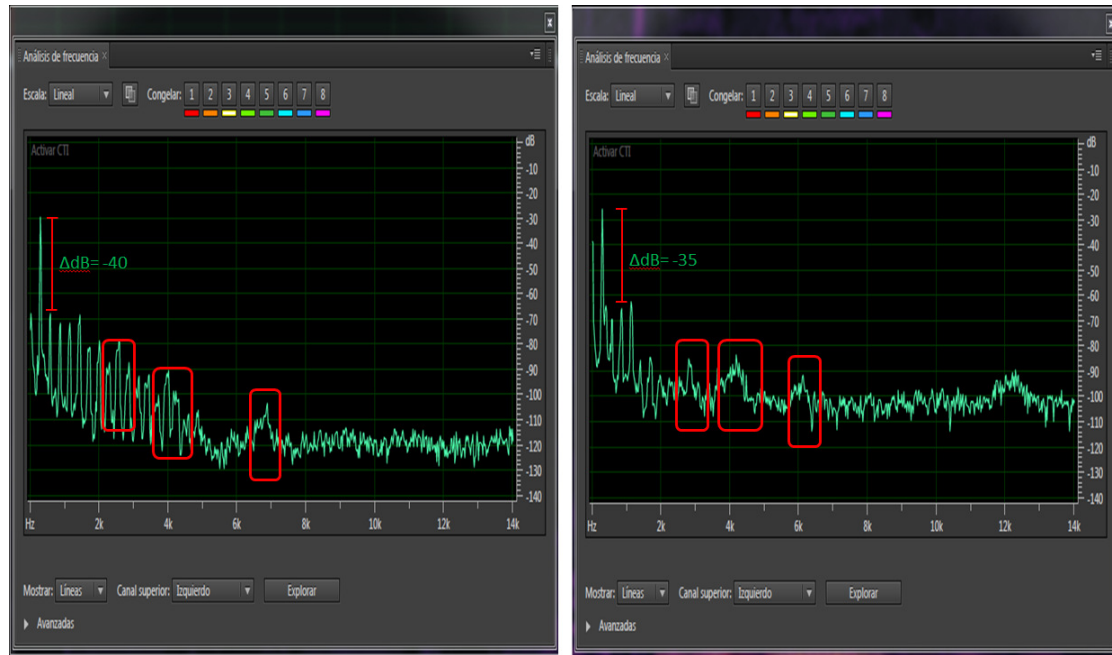 Análisis de frecuencia ×
Escala: Lineal Congelar: 1 2 3 4 5 6 7 8
Activar CTI
dB
-10
-20
-30
-40
-50
-60
-70
-80
-90
-100
-110
-120
-130
-140
ΔdB= -40
Hz 2k 4k 6k 8k 10k 12k 14k
Mostrar: Líneas Canal superior: Izquierdo Explorar
Avanzadas
Análisis de frecuencia ×
Escala: Lineal Congelar: 1 2 3 4 5 6 7 8
Activar CTI
dB
-10
-20
-30
-40
-50
-60
-70
-80
-90
-100
-110
-120
-130
-140
ΔdB= -35
Hz 2k 4k 6k 8k 10k 12k 14k
Mostrar: Líneas Canal superior: Izquierdo Explorar
Avanzadas